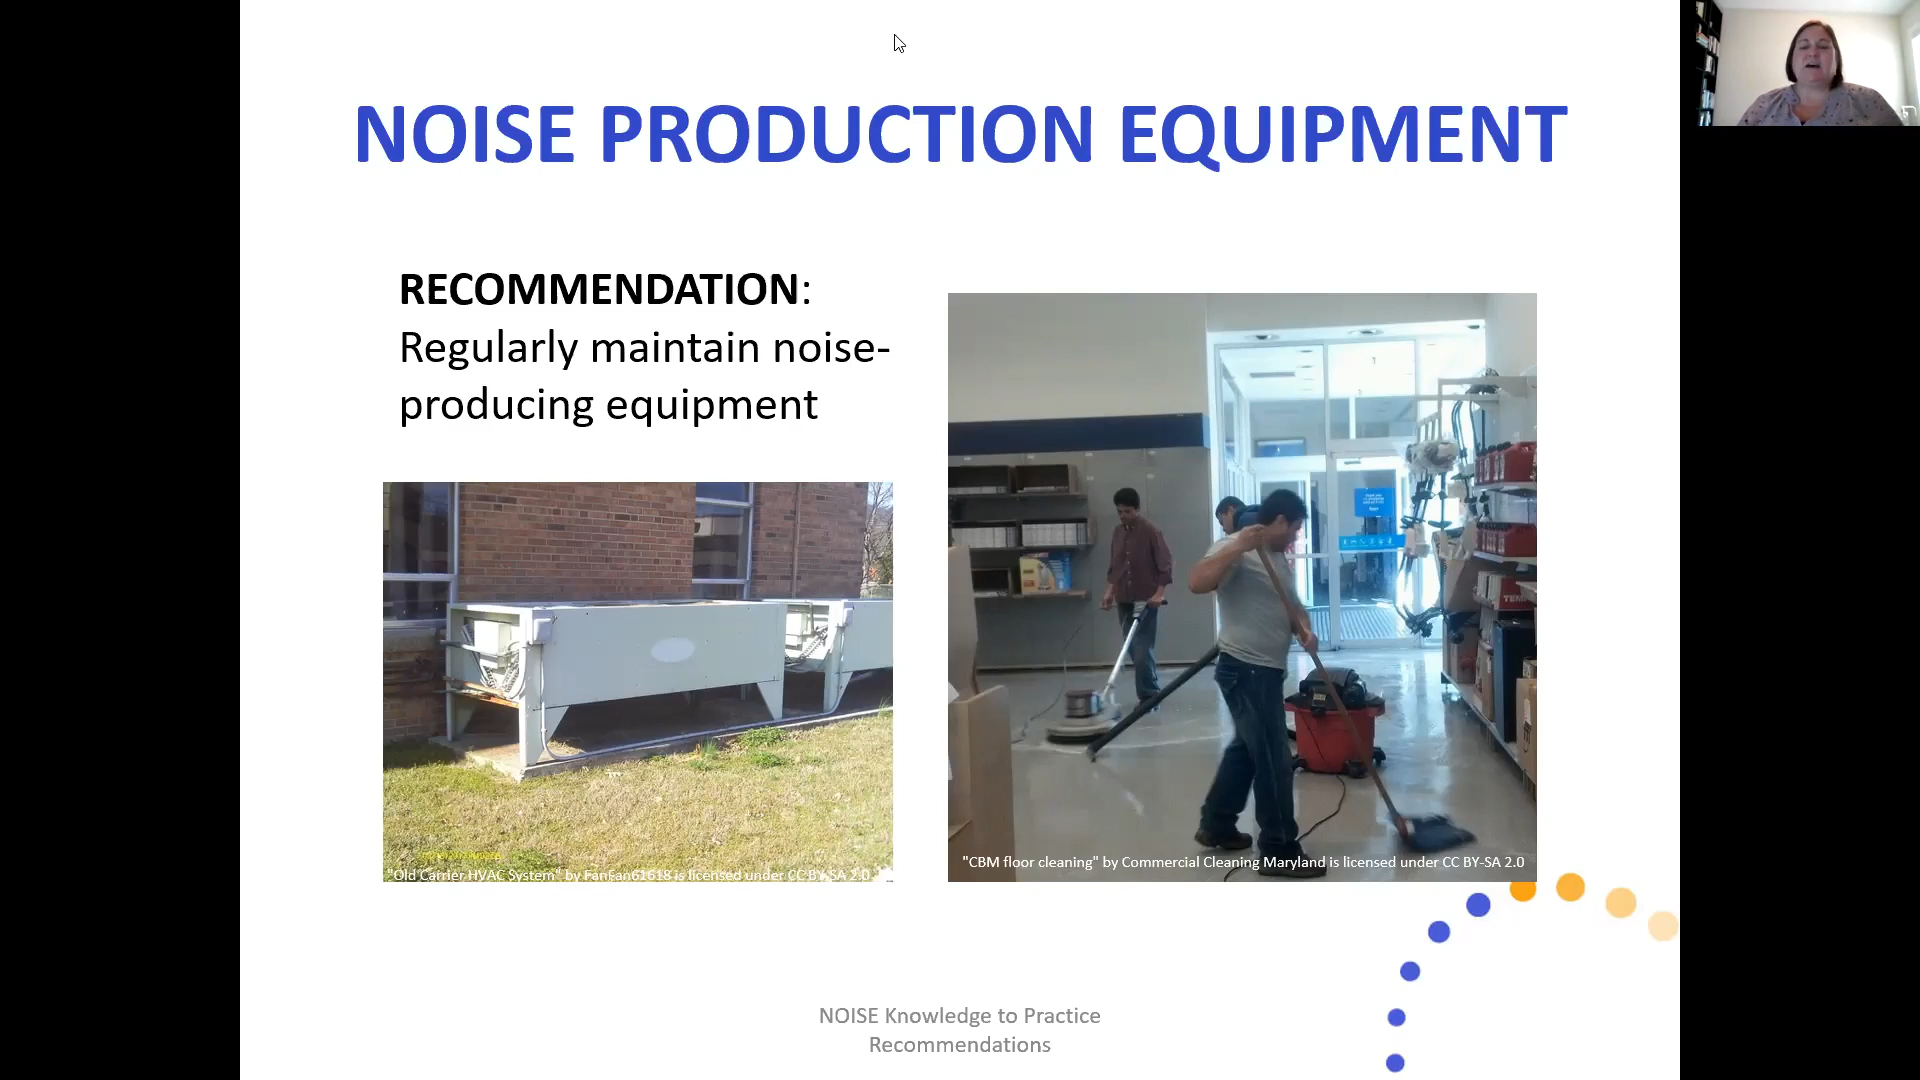 NOISE PRODUCTION EQUIPMENT
RECOMMENDATION:
Regularly maintain noise-
producing equipment
"Old Carrier HVAC System" by FanFan61618 is licensed under CC BY-SA 2.0
"CBM floor cleaning" by Commercial Cleaning Maryland is licensed under CC BY-SA 2.0
NOISE Knowledge to Practice
Recommendations